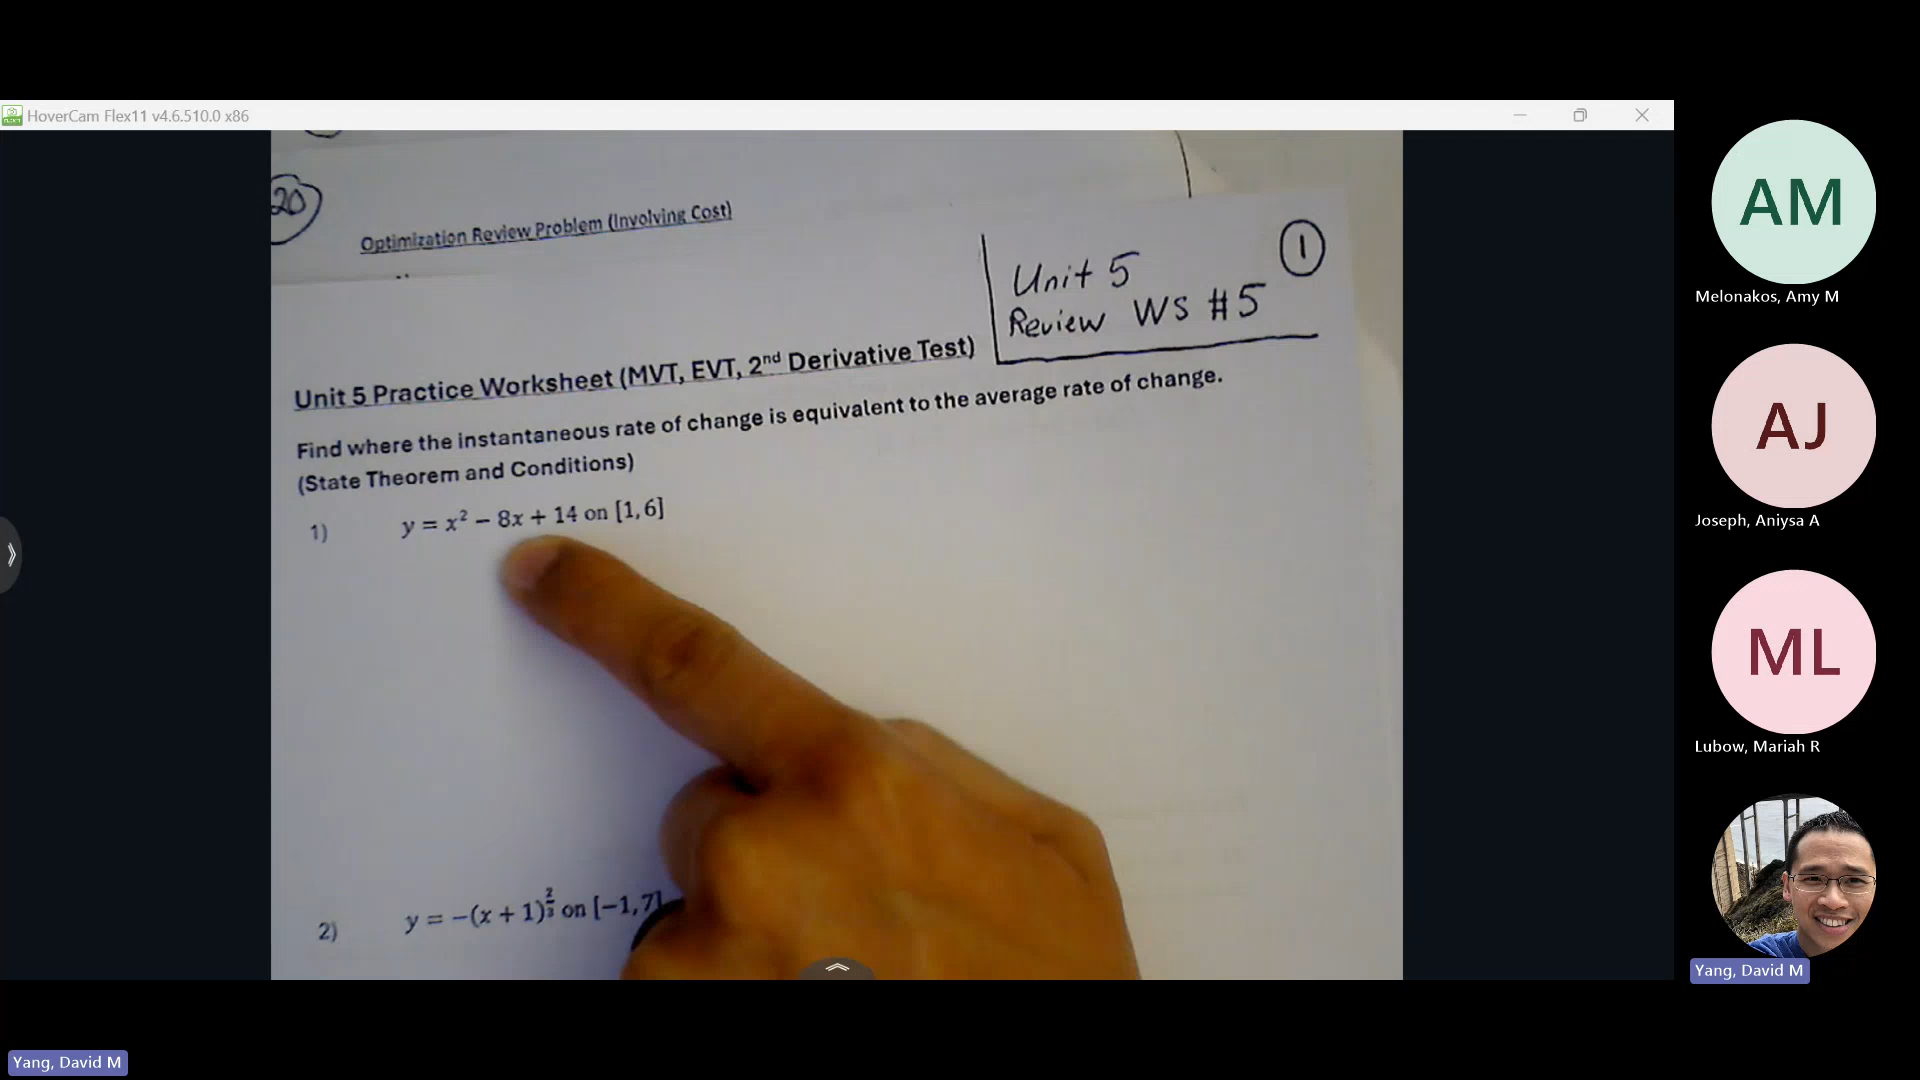 HoverCam Flex11 v4.6.510.0 x86
20
Optimization Review Problem (Involving Cost)
Unit 5
Review WS #5
1
Unit 5 Practice Worksheet (MVT, EVT, 2nd Derivative Test)
Find where the instantaneous rate of change is equivalent to the average rate of change.
(State Theorem and Conditions)
1) y = x² − 8x + 14 on [1, 6]
2) y = −(x + 1)^{2/3} on [−1, 7]
AM
Melonakos, Amy M
AJ
Joseph, Aniysa A
ML
Lubow, Mariah R
Yang, David M
Yang, David M